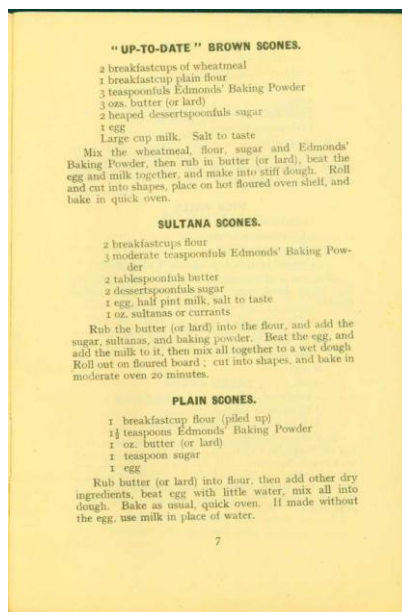 “ UP-TO-DATE ” BROWN SCONES.
2 breakfastcups of wheatmeal
1 breakfastcup plain flour
3 teaspoonfuls Edmonds' Baking Powder
3 ozs. butter (or lard)
2 heaped dessertspoonfuls sugar
1 egg
Large cup milk. Salt to taste
Mix the wheatmeal, flour, sugar and Edmonds'
Baking Powder, then rub in butter (or lard), beat the
egg and milk together, and make into stiff dough. Roll
and cut into shapes, place on hot floured oven shelf, and
bake in quick oven.
SULTANA SCONES.
2 breakfastcups flour
3 moderate teaspoonfuls Edmonds' Baking Pow-
der
2 tablespoonfuls butter
2 dessertspoonfuls sugar
1 egg, half pint milk, salt to taste
1 oz. sultanas or currants
Rub the butter (or lard) into the flour, and add the
sugar, sultanas, and baking powder. Beat the egg, and
add the milk to it, then mix all together to a wet dough
Roll out on floured board ; cut into shapes, and bake in
moderate oven 20 minutes.
PLAIN SCONES.
1 breakfastcup flour (piled up)
1½ teaspoons Edmonds' Baking Powder
1 oz. butter (or lard)
1 teaspoon sugar
1 egg
Rub butter (or lard) into flour, then add other dry
ingredients, beat egg with little water, mix all into
dough. Bake as usual, quick oven. If made without
the egg, use milk in place of water.
7